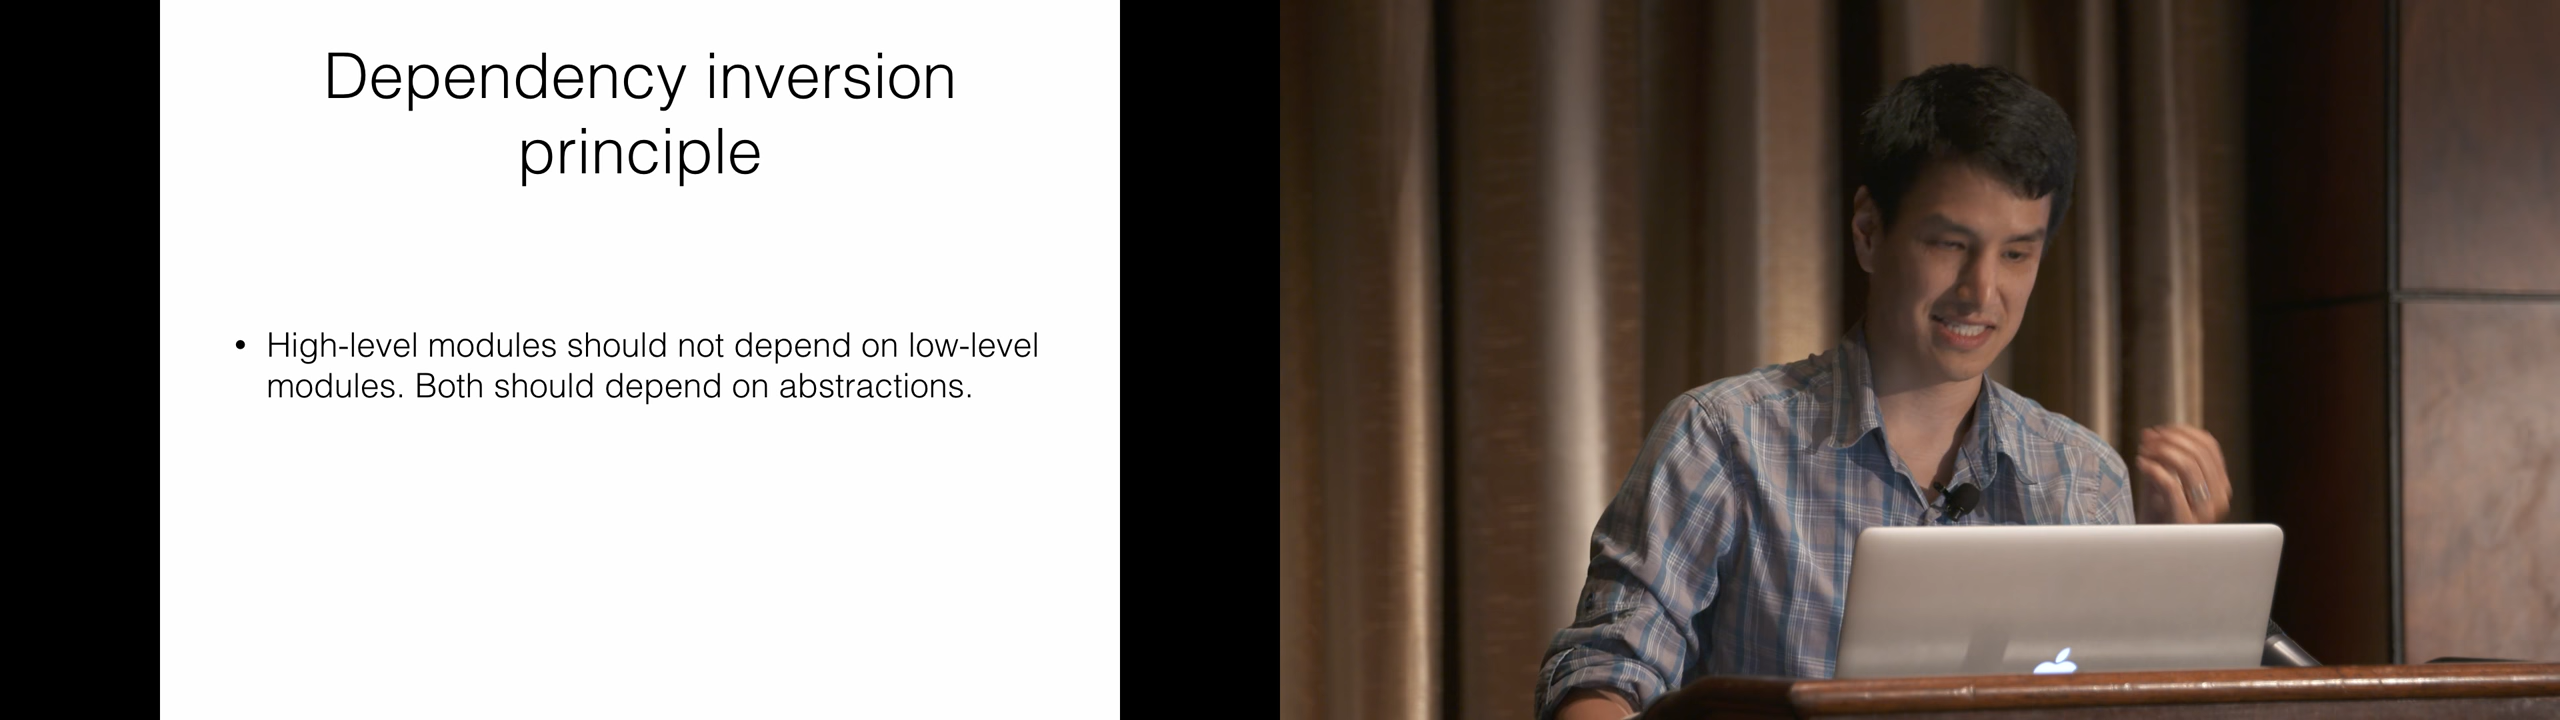 Dependency inversion
principle
• High-level modules should not depend on low-level
modules. Both should depend on abstractions.